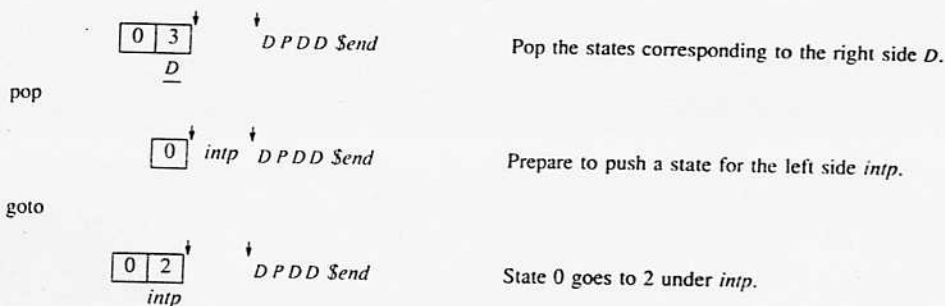 0 3 D P D D $end Pop the states corresponding to the right side D.
D
pop
0 intp D P D D $end Prepare to push a state for the left side intp.
goto
0 2 D P D D $end State 0 goes to 2 under intp.
intp